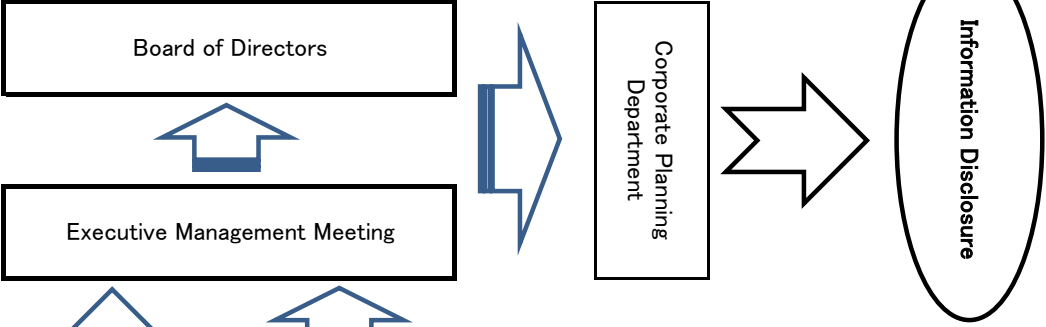 Board of Directors
Executive Management Meeting
Corporate Planning
Department
Information Disclosure